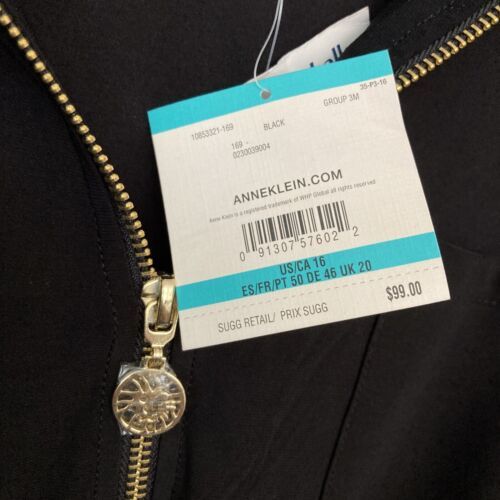 35-P3-16
GROUP 3M
10853321-169 BLACK
169 -
0230039004
ANNEKLEIN.COM
Anne Klein is a registered trademark of WHP Global all rights reserved
0 91307 57602 2
US/CA 16
ES/FR/PT 50 DE 46 UK 20
$99.00
SUGG RETAIL/ PRIX SUGG